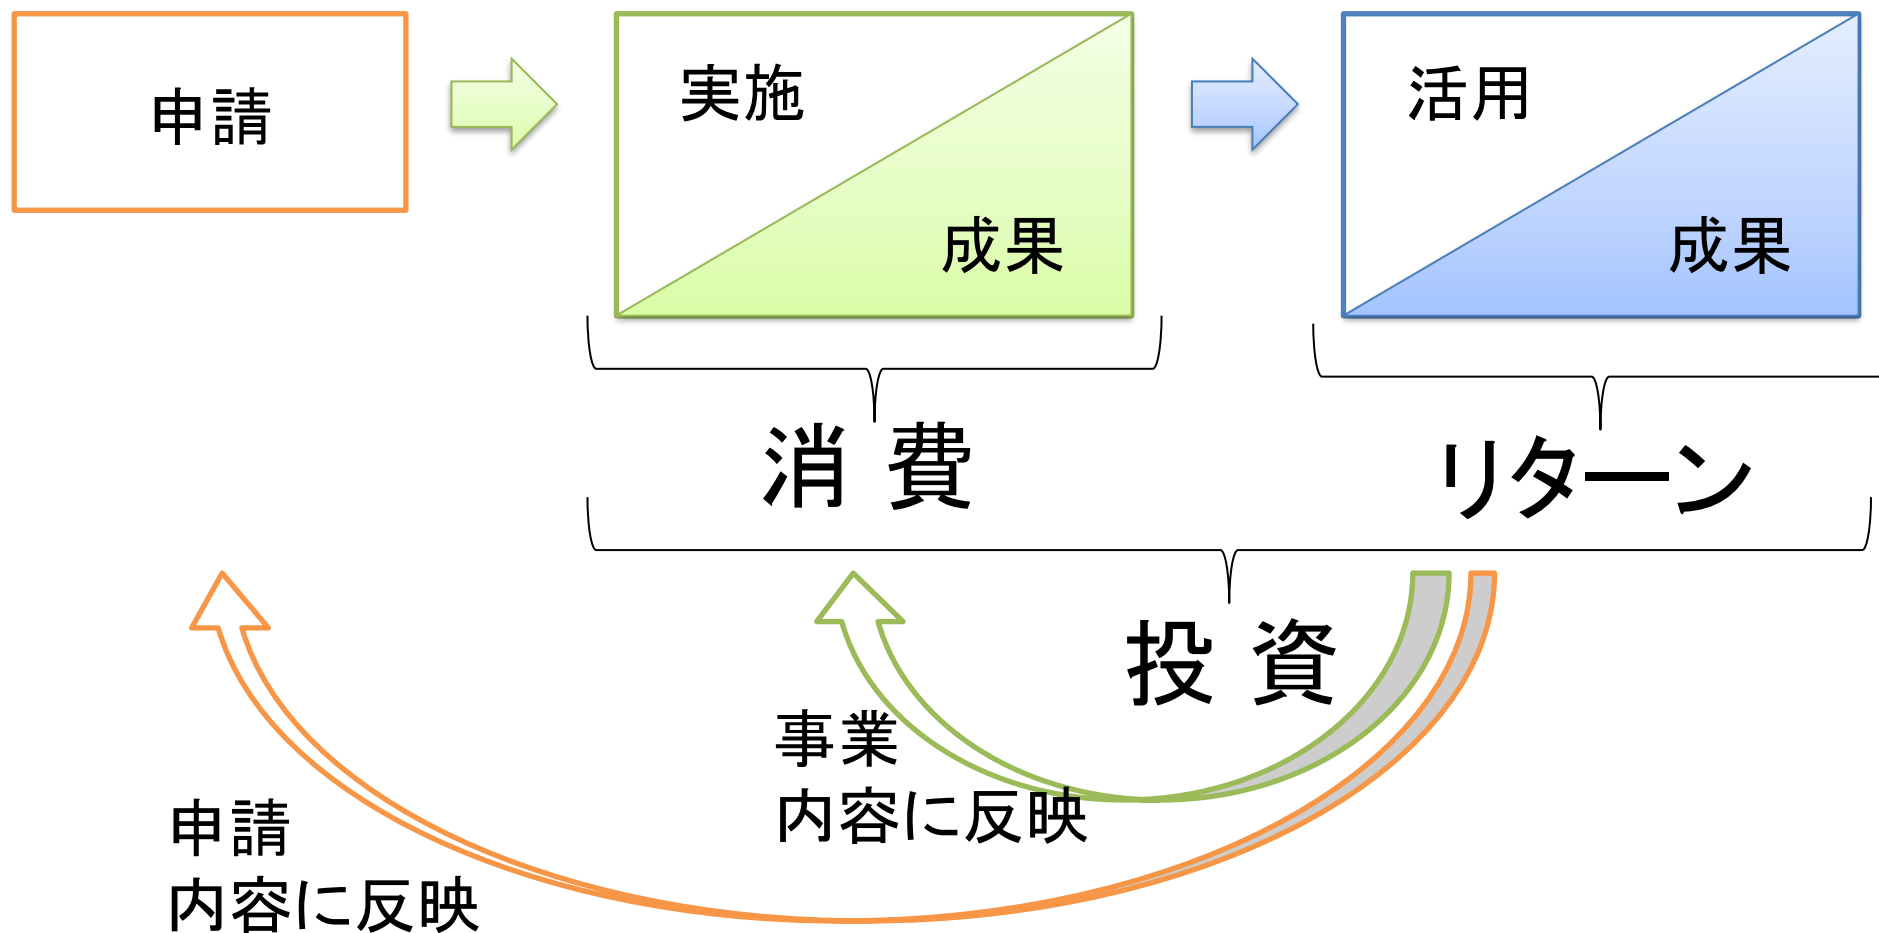 申請
実施
成果
活用
成果
消 費
リターン
投 資
事業
内容に反映
申請
内容に反映